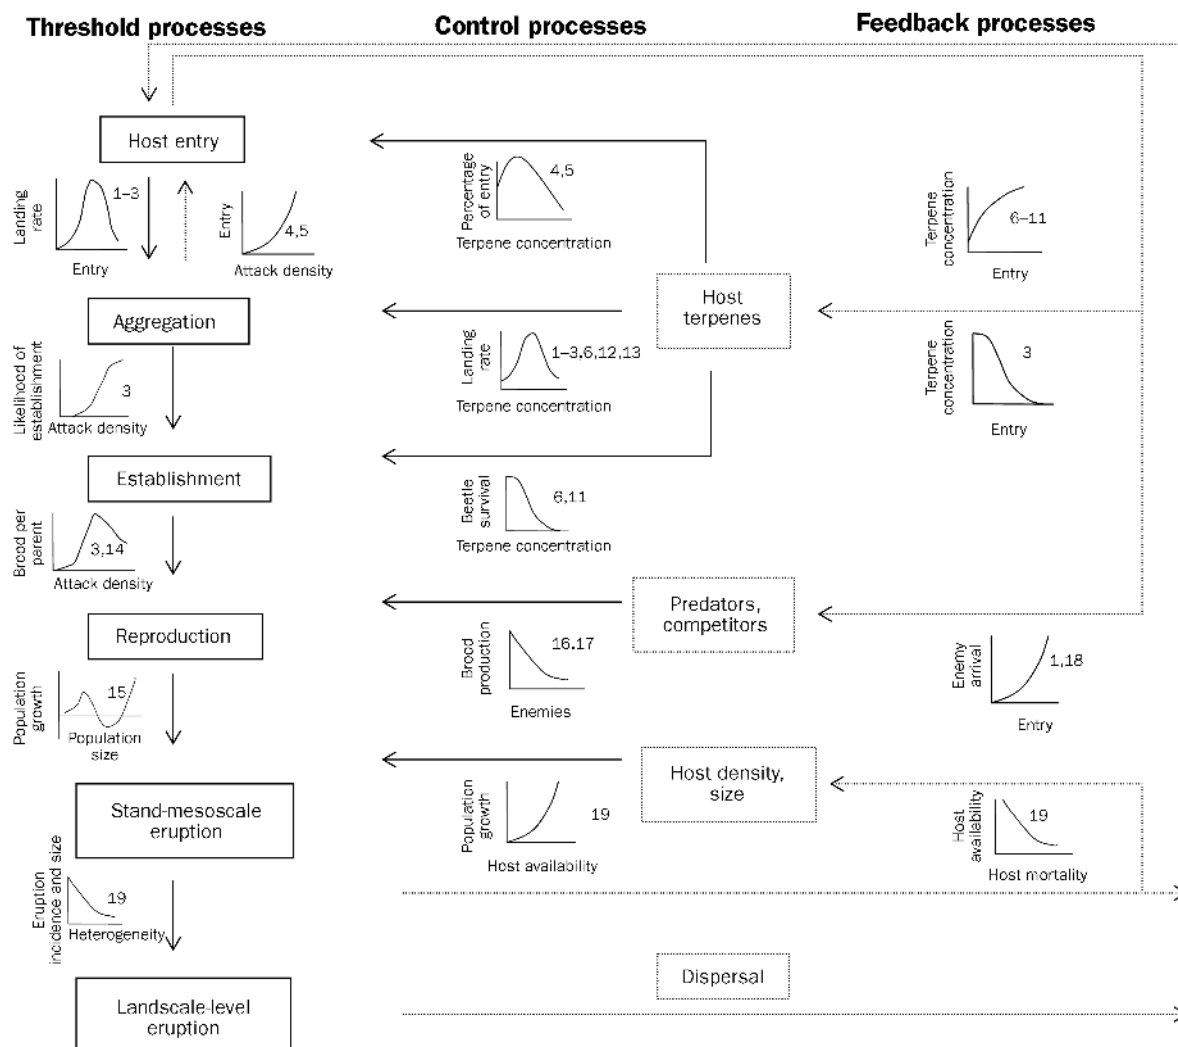 Threshold processes
Control processes
Feedback processes
Host entry
Landing
rate
1–3
Entry
Entry
4,5
Attack density
Percentage
of entry
4,5
Terpene concentration
Terpene
concentration
6–11
Entry
Host
terpenes
Aggregation
Likelihood of
establishment
3
Attack density
Landing
rate
1–3.6,12,13
Terpene concentration
Terpene
concentration
3
Entry
Establishment
Brood per
parent
3,14
Attack density
Beetle
survival
6,11
Terpene concentration
Predators,
competitors
Reproduction
Population
growth
15
Population
size
Brood
production
16.17
Enemies
Enemy
arrival
1,18
Entry
Host density,
size
Stand-mesoscale
eruption
Eruption
incidence and size
19
Heterogeneity
Population
growth
19
Host availability
Host
availability
19
Host mortality
Dispersal
Landscale-level
eruption